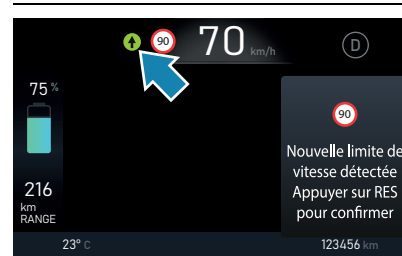 90
70 km/h
D
75 %
90
Nouvelle limite de
vitesse détectée
Appuyer sur RES
pour confirmer
216
km
RANGE
23° C
123456 km